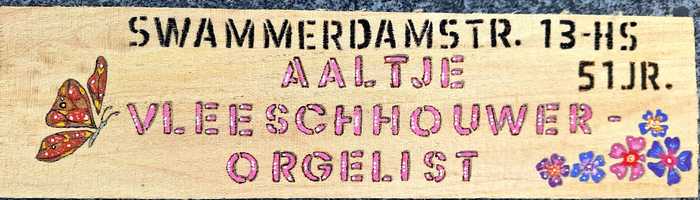 SWAMMERDAMSTR. 13-HS
AALTJE 51JR.
VLEESCHHOUWER-
ORGELIST